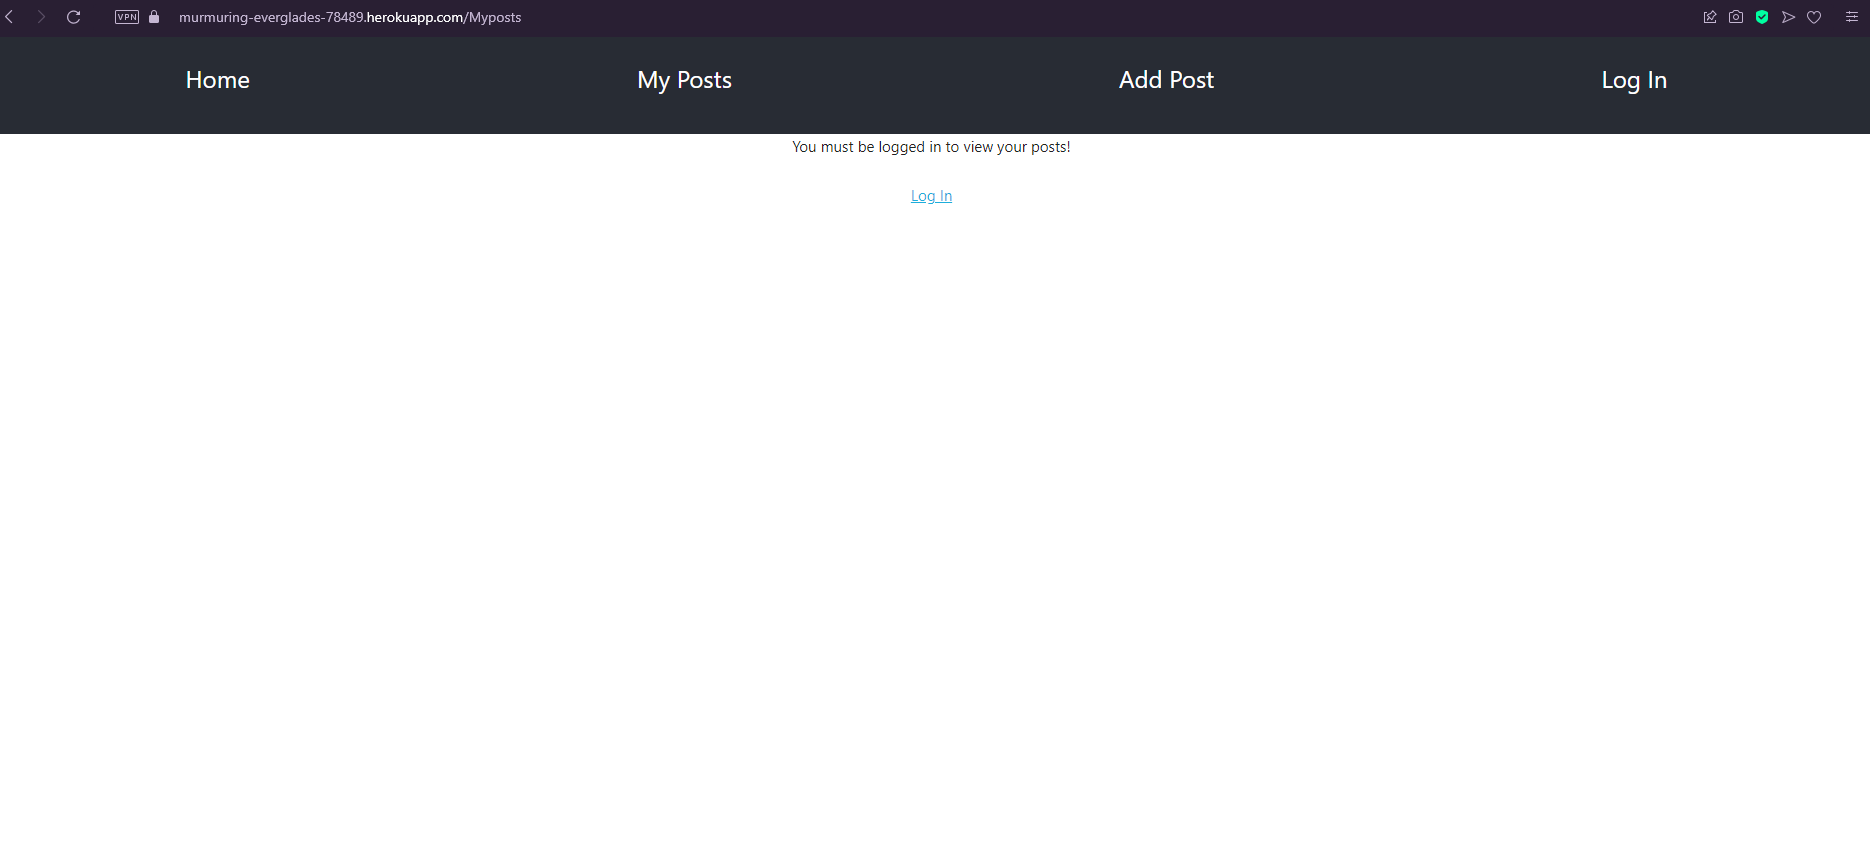 VPN murmuring-everglades-78489.herokuapp.com/Myposts
Home My Posts Add Post Log In
You must be logged in to view your posts!
Log In